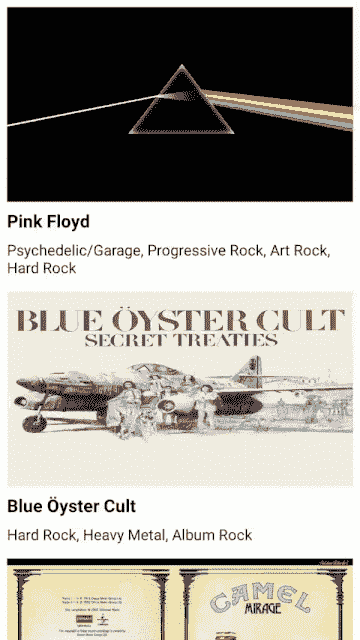 Pink Floyd
Psychedelic/Garage, Progressive Rock, Art Rock,
Hard Rock
BLUE ÖYSTER CULT
SECRET TREATIES
Blue Öyster Cult
Hard Rock, Heavy Metal, Album Rock
CAMEL
MIRAGE